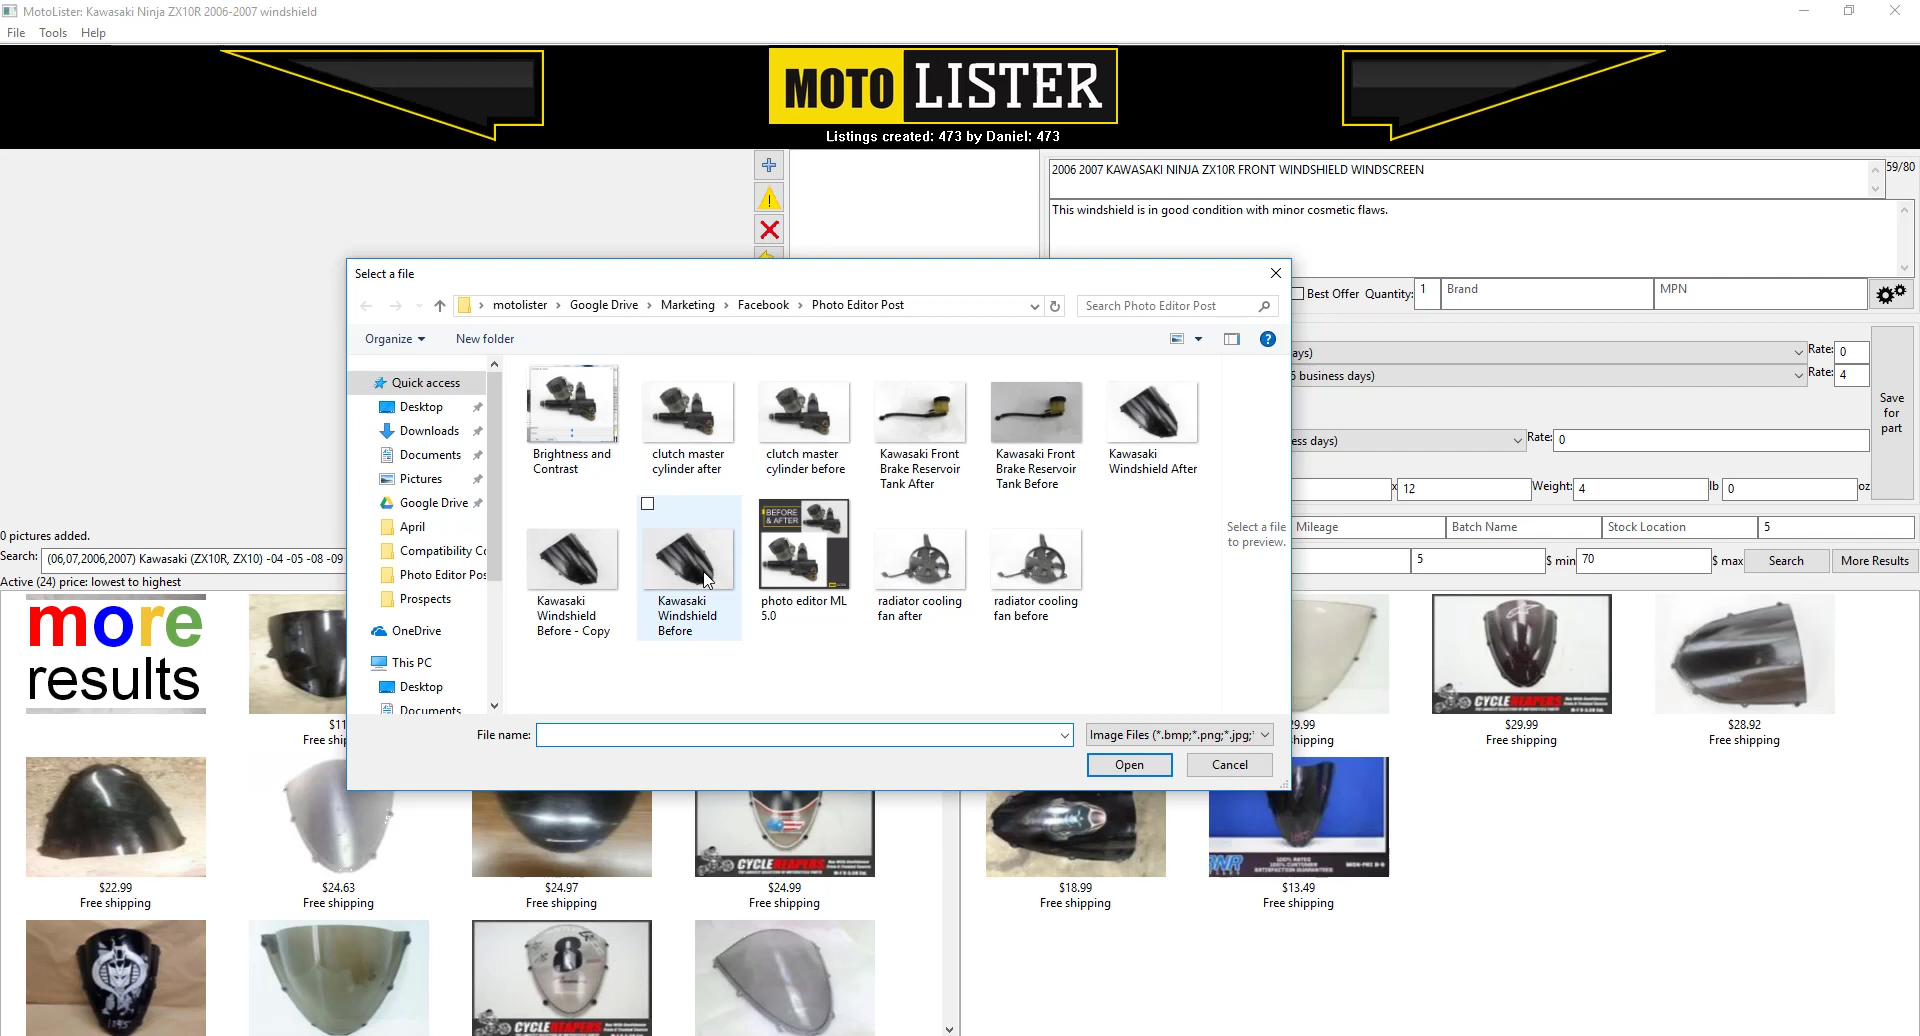 MotoLister: Kawasaki Ninja ZX10R 2006-2007 windshield
File Tools Help
MOTO LISTER
Listings created: 473 by Daniel: 473
2006 2007 KAWASAKI NINJA ZX10R FRONT WINDSHIELD WINDSCREEN
59/80
This windshield is in good condition with minor cosmetic flaws.
Best Offer Quantity: 1 Brand MPN
Rate: 0
business days) Rate: 4
Save
for
part
Rate: 0
x 12 Weight: 4 lb 0 oz
Mileage Batch Name Stock Location 5
5 $ min 70 $ max Search More Results
Select a file
motolister > Google Drive > Marketing > Facebook > Photo Editor Post
Search Photo Editor Post
Organize New folder
Quick access
Desktop
Downloads
Documents
Pictures
Google Drive
April
Compatibility
Photo Editor
Prospects
OneDrive
This PC
Desktop
Documents
Brightness and
Contrast
clutch master
cylinder after
clutch master
cylinder before
Kawasaki Front
Brake Reservoir
Tank After
Kawasaki Front
Brake Reservoir
Tank Before
Kawasaki
Windshield After
Kawasaki
Windshield
Before - Copy
Kawasaki
Windshield
Before
BEFORE
& AFTER
photo editor ML
5.0
radiator cooling
fan after
radiator cooling
fan before
Select a file
to preview.
File name:
Image Files (*.bmp;*.png;*.jpg;
Open Cancel
0 pictures added.
Search: (06,07,2006,2007) Kawasaki (ZX10R, ZX10) -04 -05 -08 -09
Active (24) price: lowest to highest
more
results
CYCLEREAPERS
$29.99
Free shipping
$28.92
Free shipping
$22.99
Free shipping
$24.63
Free shipping
$24.97
Free shipping
CYCLEREAPERS
$24.99
Free shipping
$18.99
Free shipping
BNR
$13.49
Free shipping
8
CYCLEREAPERS